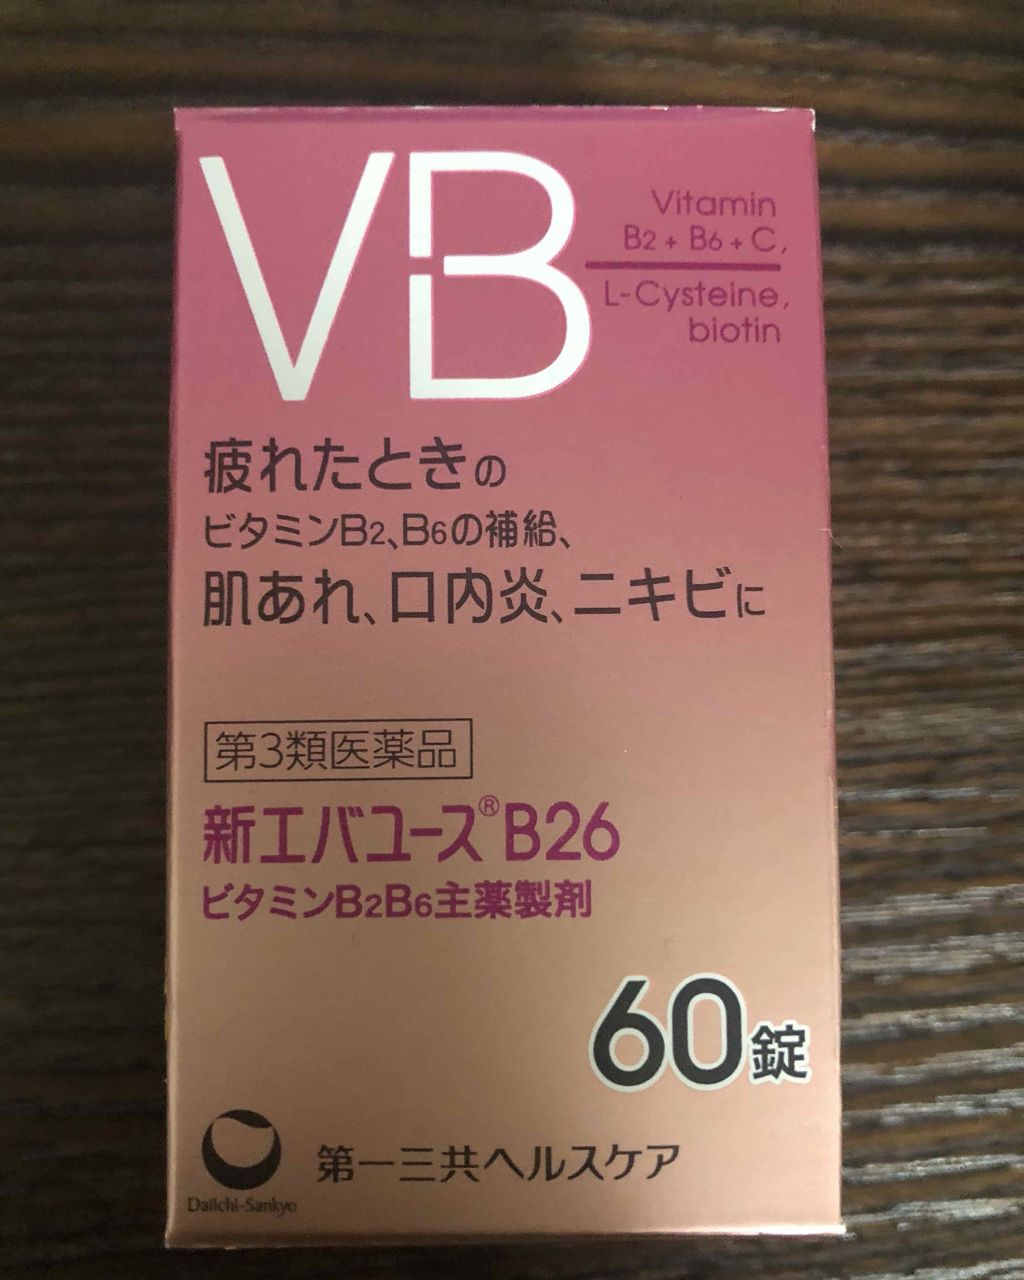 VB
Vitamin
B2 + B6 + C,
L-Cysteine,
biotin
疲れたときの
ビタミンB2、B6の補給、
肌あれ、口内炎、ニキビに
第3類医薬品
新エバユース®B26
ビタミンB2B6主薬製剤
60錠
Daiichi-Sankyo
第一三共ヘルスケア